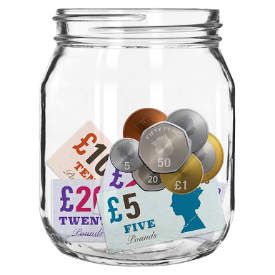 £10
TEN
£20
TWENTY
Pounds
£5
FIVE
Pounds
FIFTY PENCE
50
5
20
£1